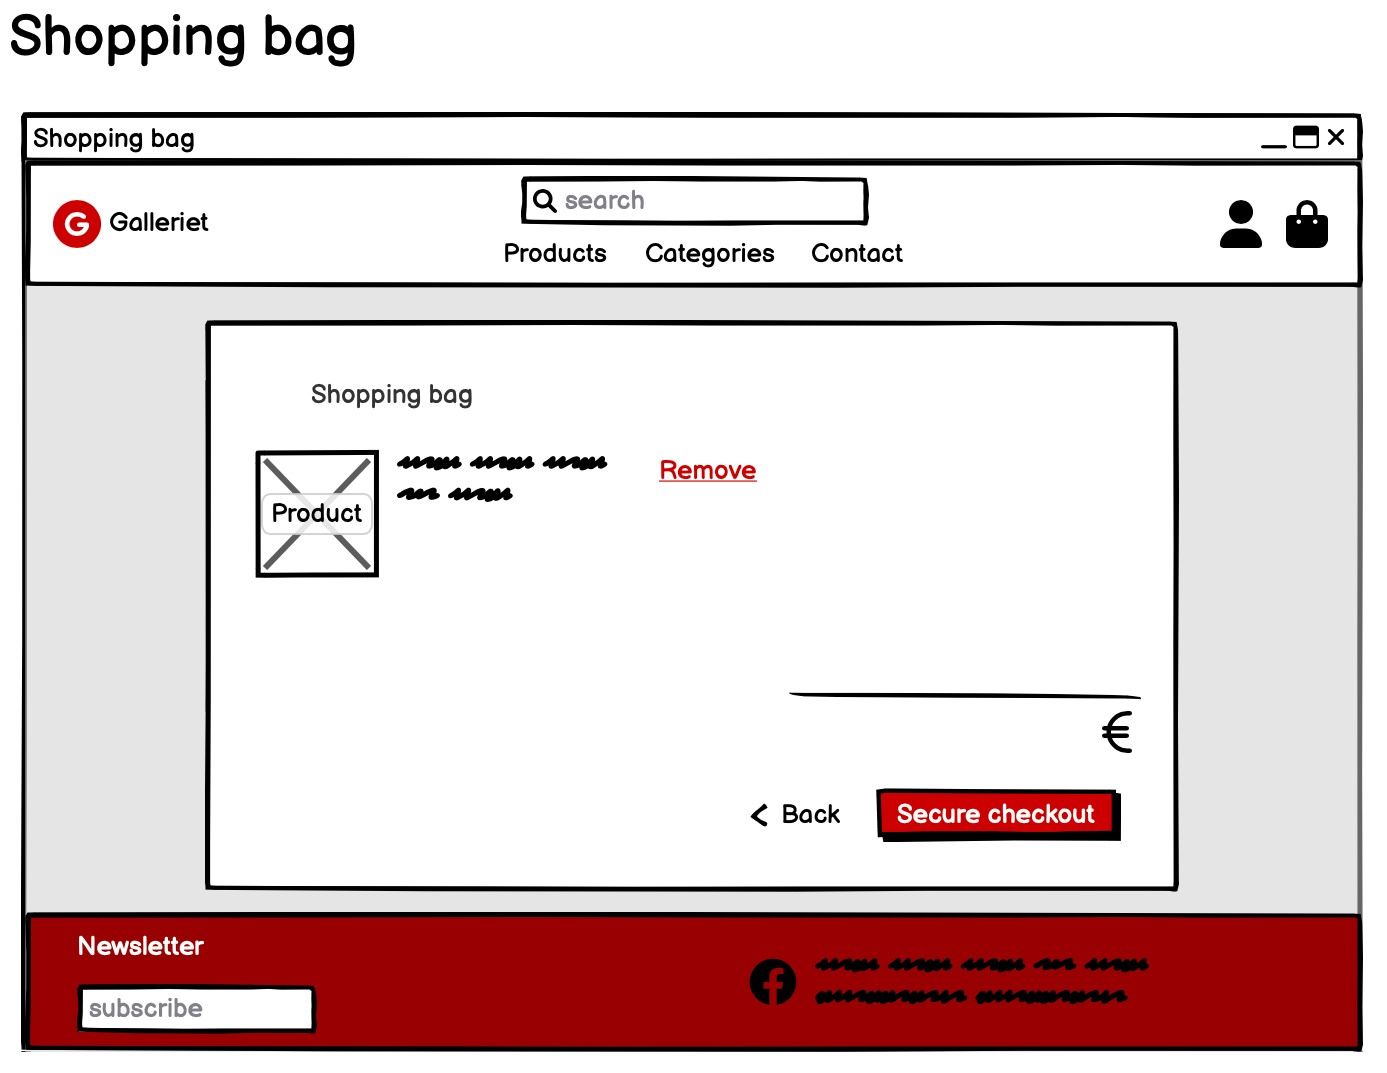 Shopping bag
Shopping bag
search
G Galleriet
Products Categories Contact
Shopping bag
Remove
Product
€
< Back Secure checkout
Newsletter
subscribe